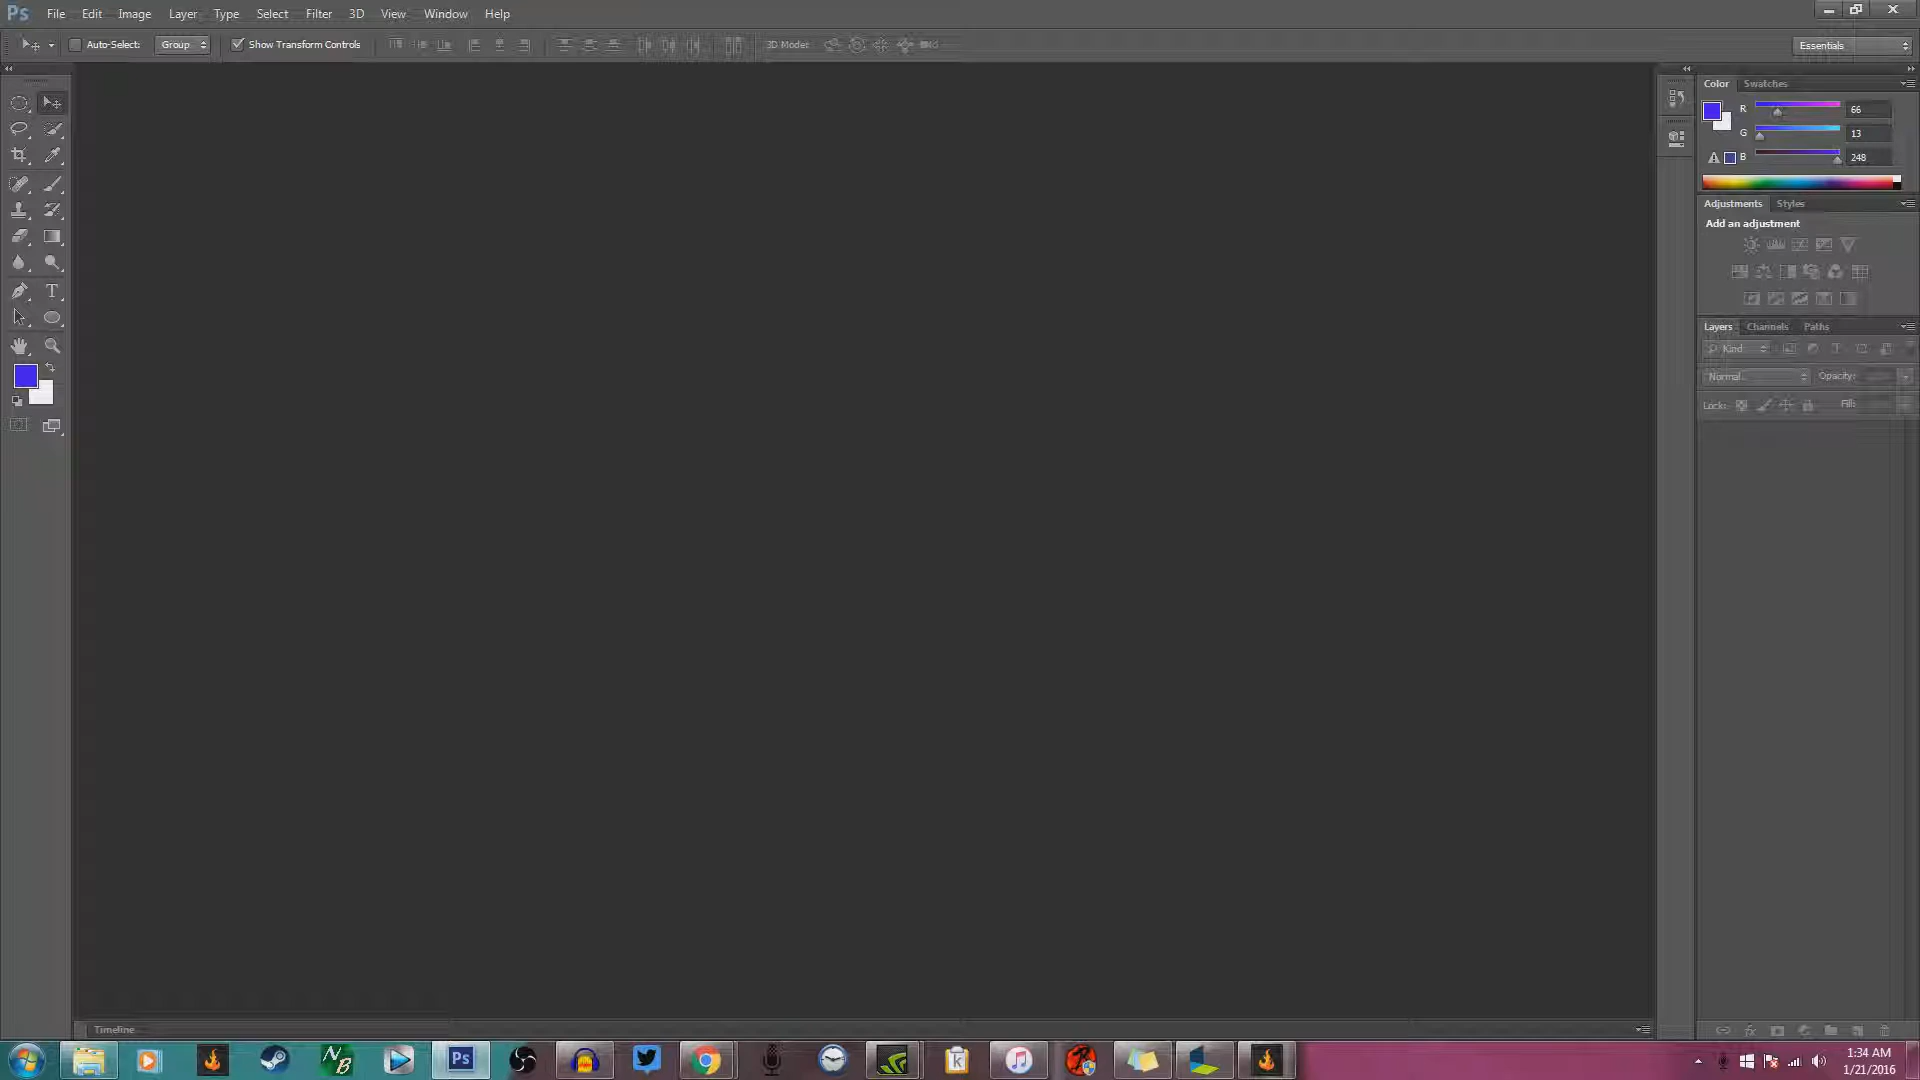 Ps File Edit Image Layer Type Select Filter 3D View Window Help
Auto-Select: Group Show Transform Controls 3D Mode: Essentials
Color Swatches
R 66
G 13
B 248
Adjustments Styles
Add an adjustment
Layers Channels Paths
Kind
Normal Opacity:
Lock: Fill:
T
Timeline
NB Ps k
1:34 AM
1/21/2016